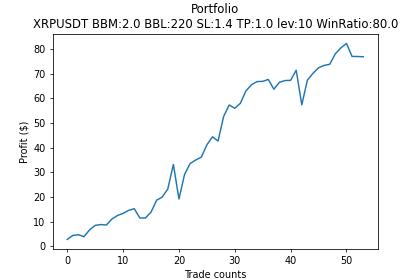 Portfolio
XRPUSDT BBM:2.0 BBL:220 SL:1.4 TP:1.0 lev:10 WinRatio:80.0
80
70
60
50
40
30
20
10
0
Profit ($)
0 10 20 30 40 50
Trade counts